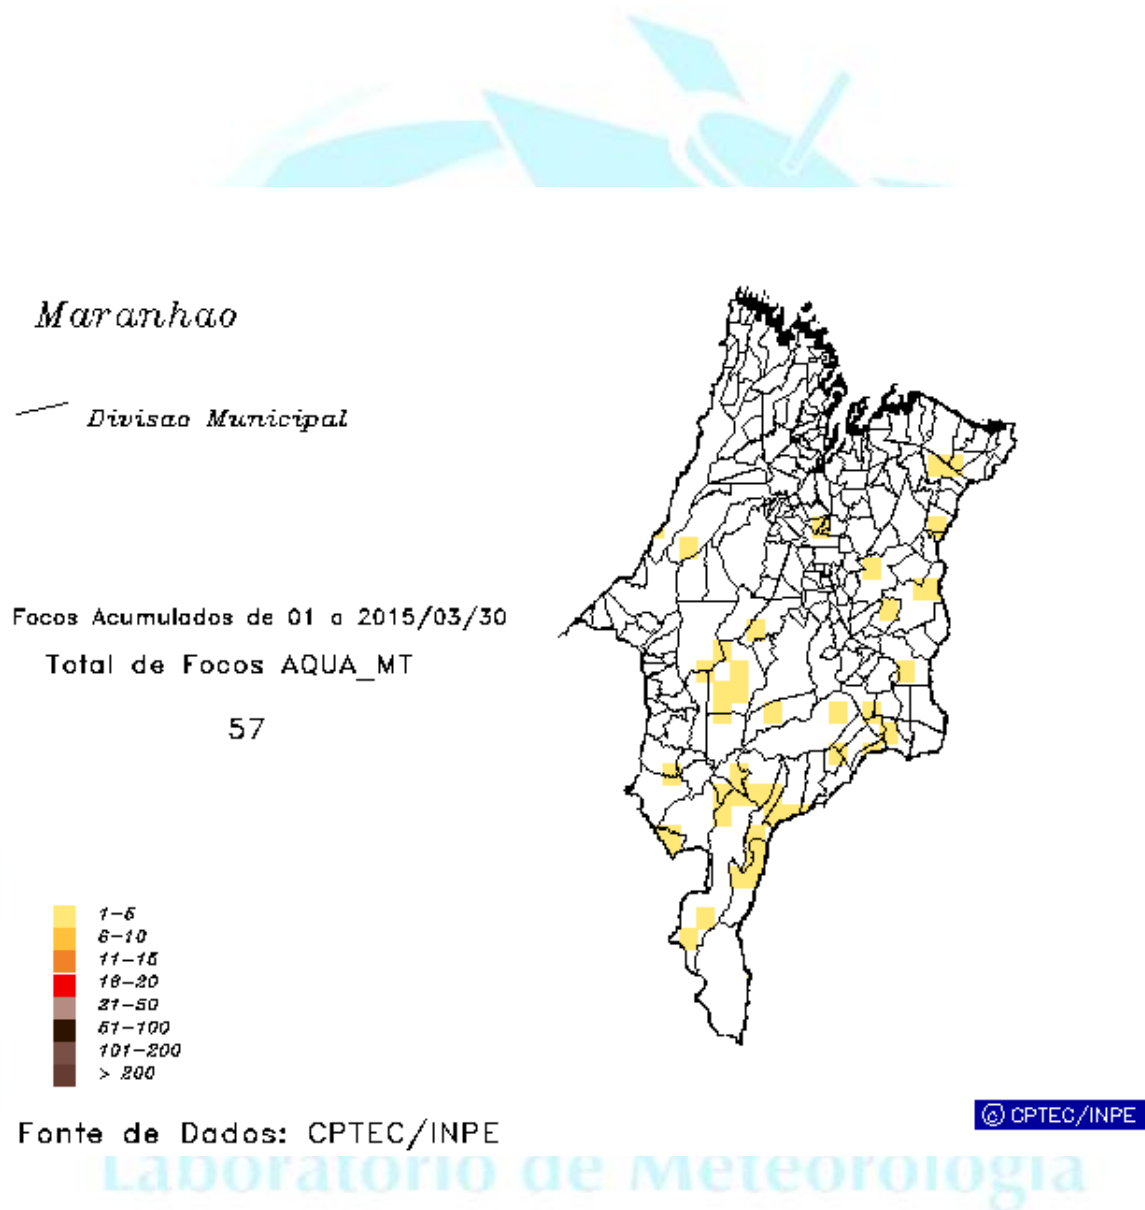 Maranhao
Divisao Municipal
Focos Acumulados de 01 a 2015/03/30
Total de Focos AQUA_MT
57
1-5
6-10
11-15
16-20
21-50
51-100
101-200
> 200
© CPTEC/INPE
Fonte de Dados: CPTEC/INPE
Laboratório de Meteorologia